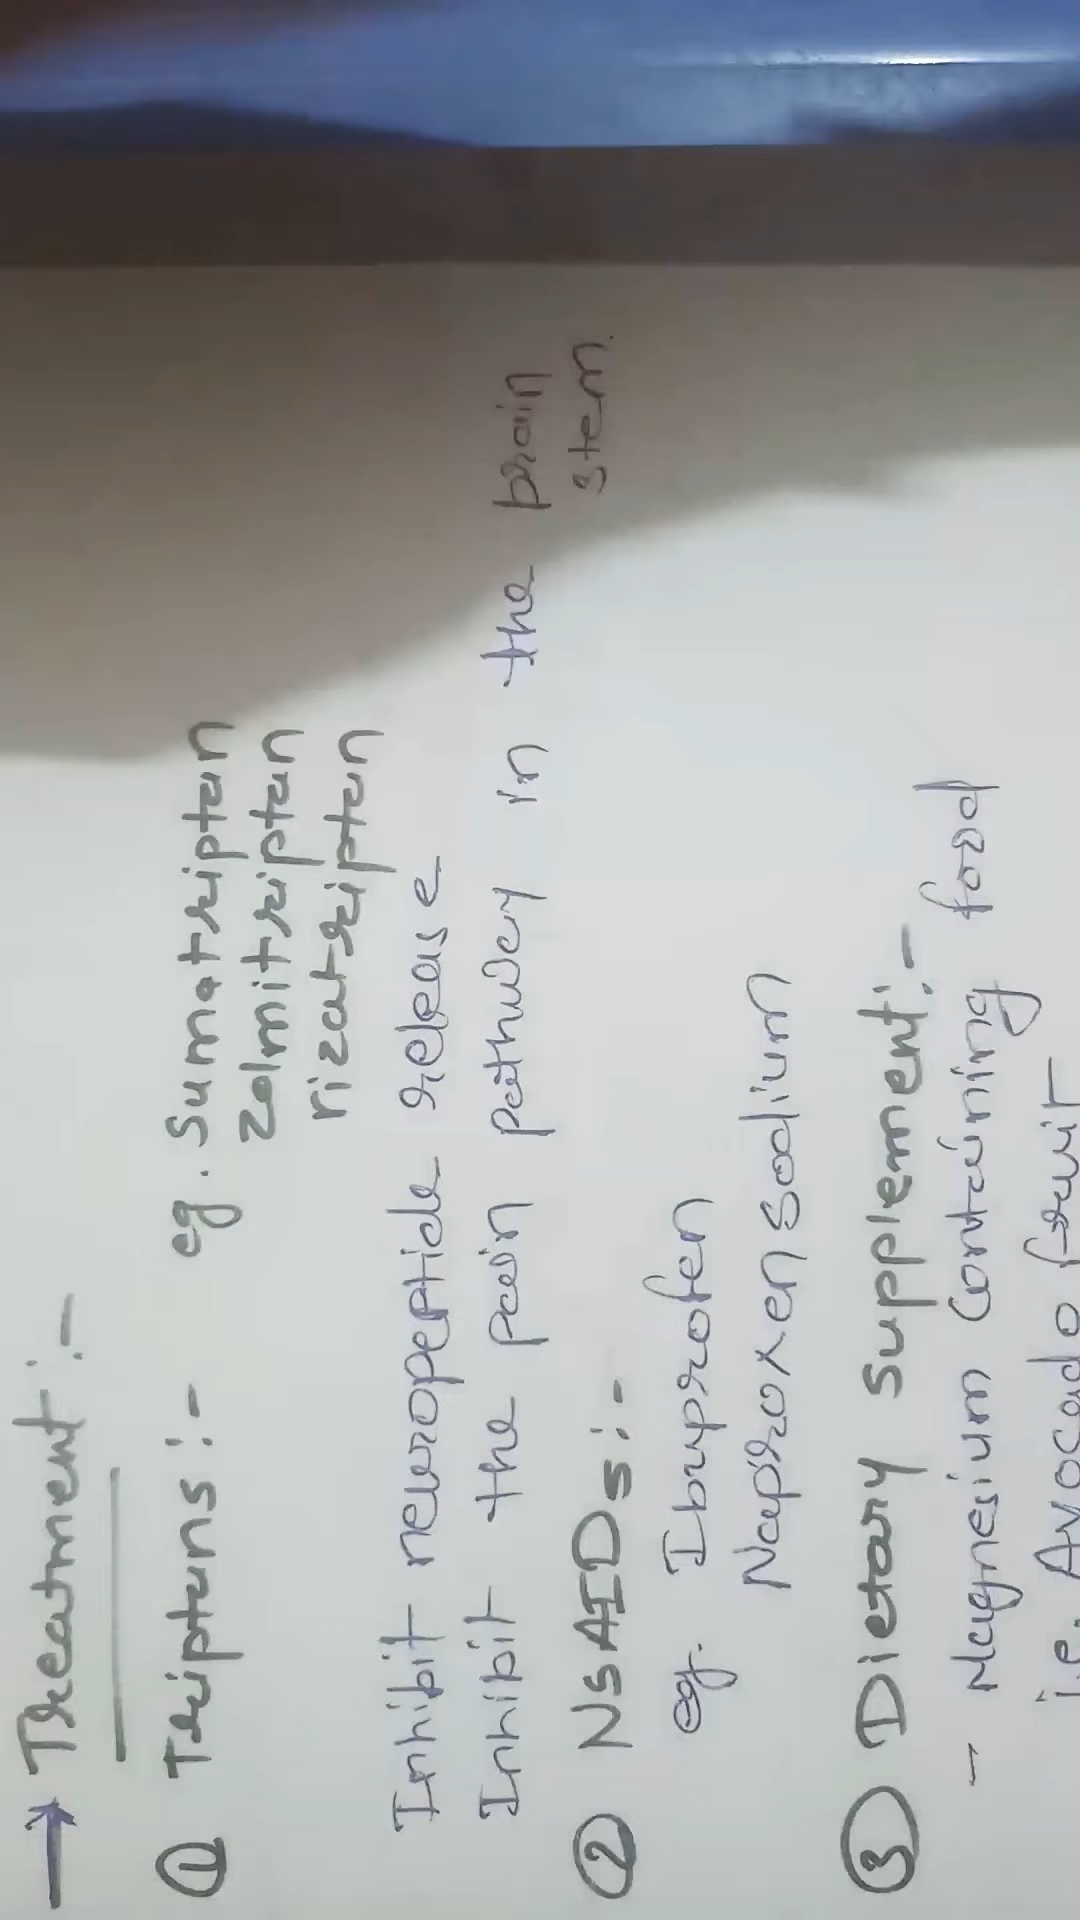 → Treatment :-
① Triptans :- eg. Sumatriptan
zolmitriptan
rizatriptan
Inhibit neuropeptide release
Inhibit the pain pathway in the brain
stem.
② NSAIDs :-
eg. Ibuprofen
Naproxen sodium
③ Dietary supplement :-
- Magnesium containing food
i.e. Avocado fruit